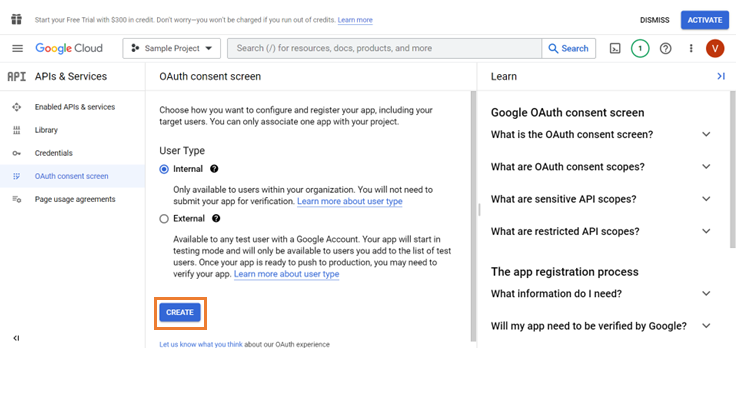 Start your Free Trial with $300 in credit. Don't worry—you won't be charged if you run out of credits. Learn more
DISMISS
ACTIVATE
Google Cloud
Sample Project
Search (/) for resources, docs, products, and more
Search
1
V
API
APIs & Services
Enabled APIs & services
Library
Credentials
OAuth consent screen
Page usage agreements
OAuth consent screen
Choose how you want to configure and register your app, including your
target users. You can only associate one app with your project.
User Type
Internal
Only available to users within your organization. You will not need to
submit your app for verification. Learn more about user type
External
Available to any test user with a Google Account. Your app will start in
testing mode and will only be available to users you add to the list of test
users. Once your app is ready to push to production, you may need to
verify your app. Learn more about user type
CREATE
Let us know what you think about our OAuth experience
Learn
Google OAuth consent screen
What is the OAuth consent screen?
What are OAuth consent scopes?
What are sensitive API scopes?
What are restricted API scopes?
The app registration process
What information do I need?
Will my app need to be verified by Google?